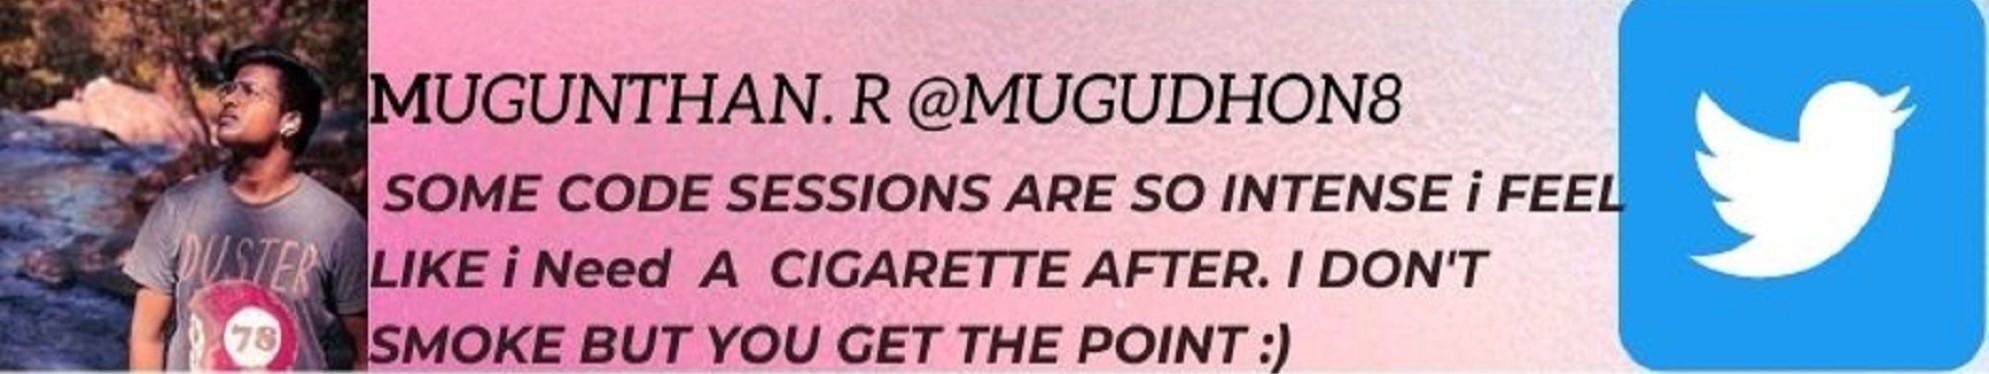 MUGUNTHAN. R @MUGUDHON8
SOME CODE SESSIONS ARE SO INTENSE i FEEL
LIKE i Need A CIGARETTE AFTER. I DON'T
SMOKE BUT YOU GET THE POINT :)
DUSTER
78